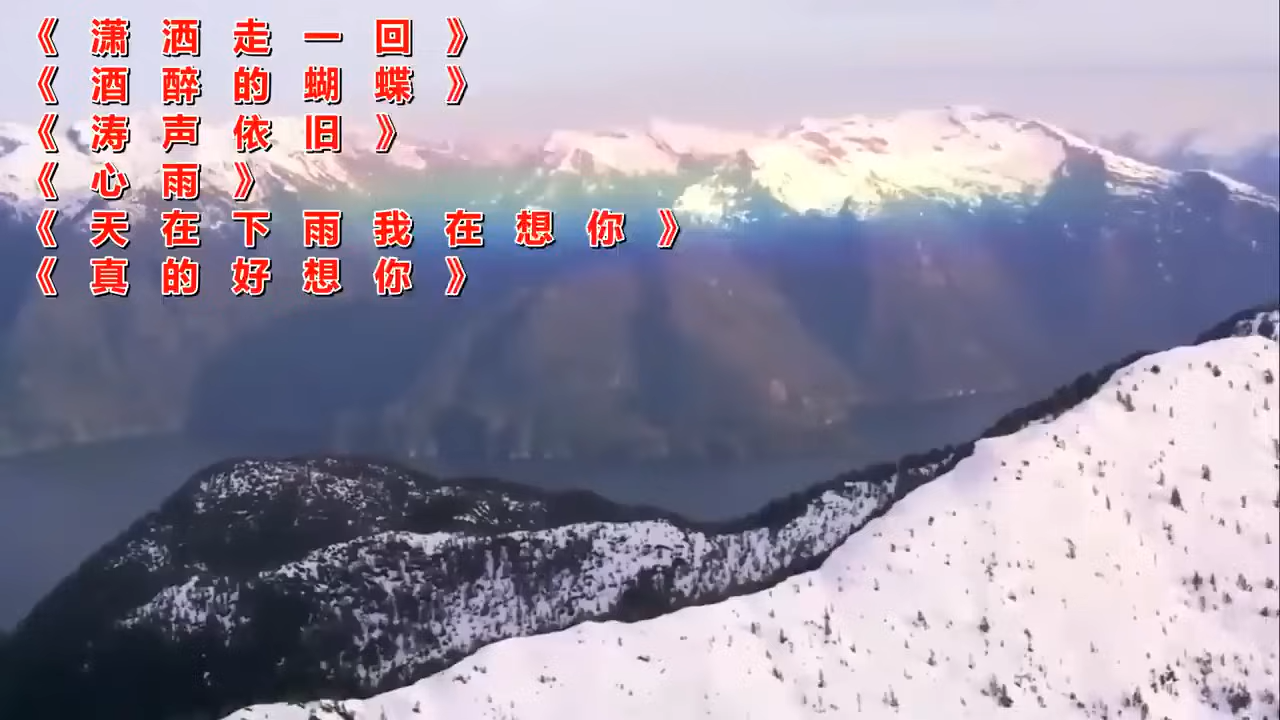 《潇洒走一回》
《酒醉的蝴蝶》
《涛声依旧》
《心雨》
《天在下雨我在想你》
《真的好想你》